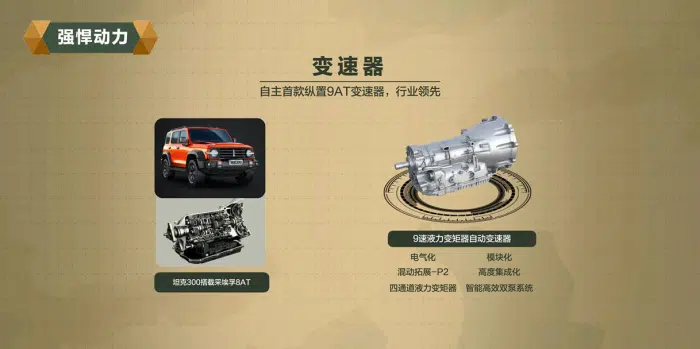 强悍动力
变速器
自主首款纵置9AT变速器，行业领先
坦克300搭载采埃孚8AT
9速液力变矩器自动变速器
电气化 模块化
混动拓展-P2 高度集成化
四通道液力变矩器 智能高效双泵系统